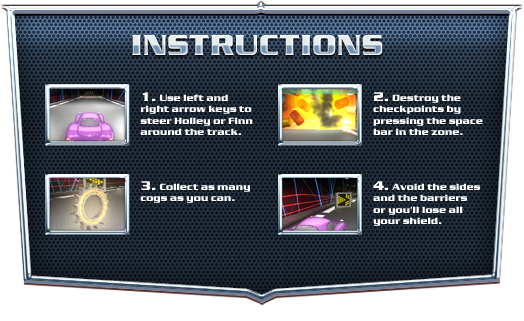 INSTRUCTIONS
1. Use left and
right arrow keys to
steer Holley or Finn
around the track.
2. Destroy the
checkpoints by
pressing the space
bar in the zone.
3. Collect as many
cogs as you can.
4. Avoid the sides
and the barriers
or you'll lose all
your shield.